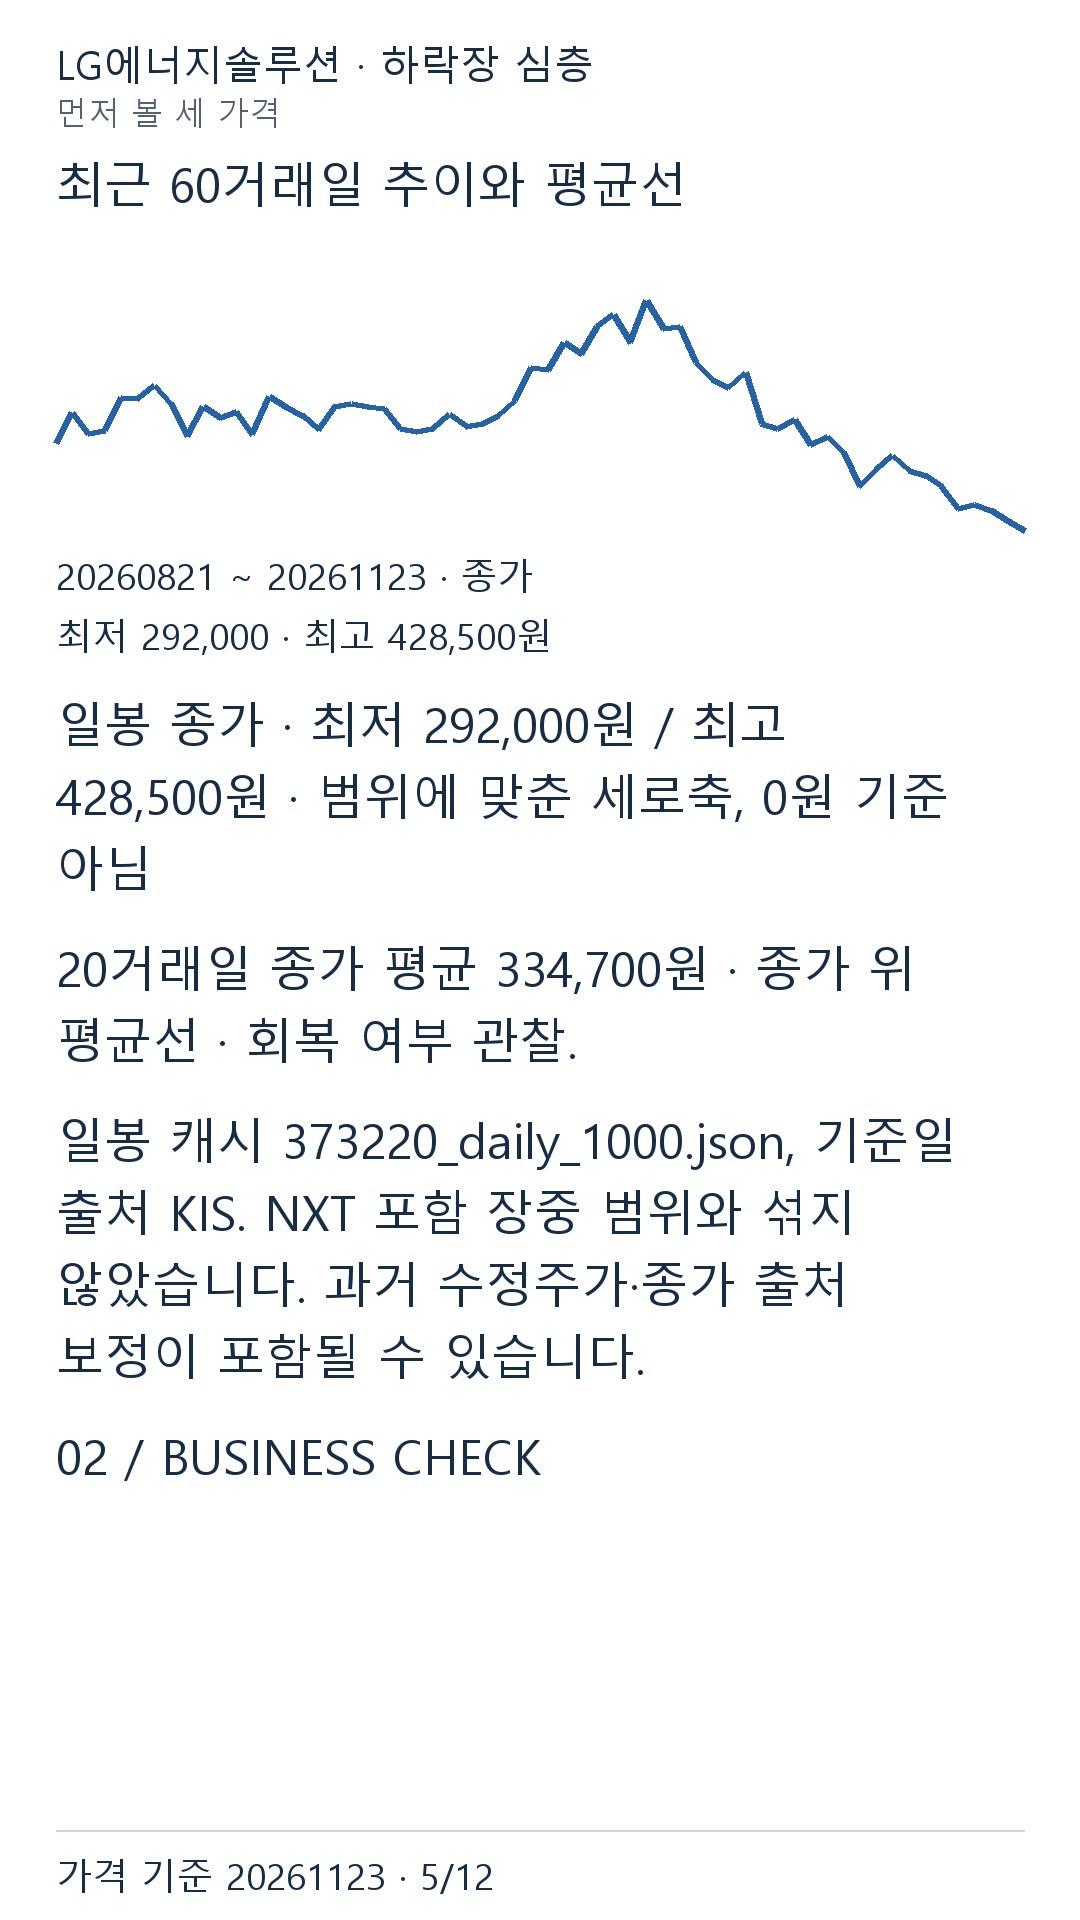 LG에너지솔루션 · 하락장 심층
먼저 볼 세 가격
최근 60거래일 추이와 평균선
20260821 ~ 20261123 · 종가
최저 292,000 · 최고 428,500원
일봉 종가 · 최저 292,000원 / 최고
428,500원 · 범위에 맞춘 세로축, 0원 기준
아님
20거래일 종가 평균 334,700원 · 종가 위
평균선 · 회복 여부 관찰.
일봉 캐시 373220_daily_1000.json, 기준일
출처 KIS. NXT 포함 장중 범위와 섞지
않았습니다. 과거 수정주가·종가 출처
보정이 포함될 수 있습니다.
02 / BUSINESS CHECK
가격 기준 20261123 · 5/12